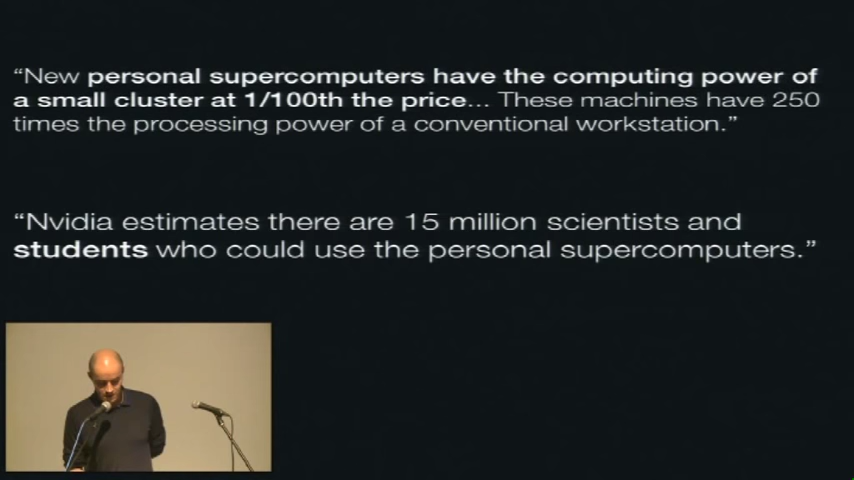 “New personal supercomputers have the computing power of
a small cluster at 1/100th the price... These machines have 250
times the processing power of a conventional workstation.”
“Nvidia estimates there are 15 million scientists and
students who could use the personal supercomputers.”